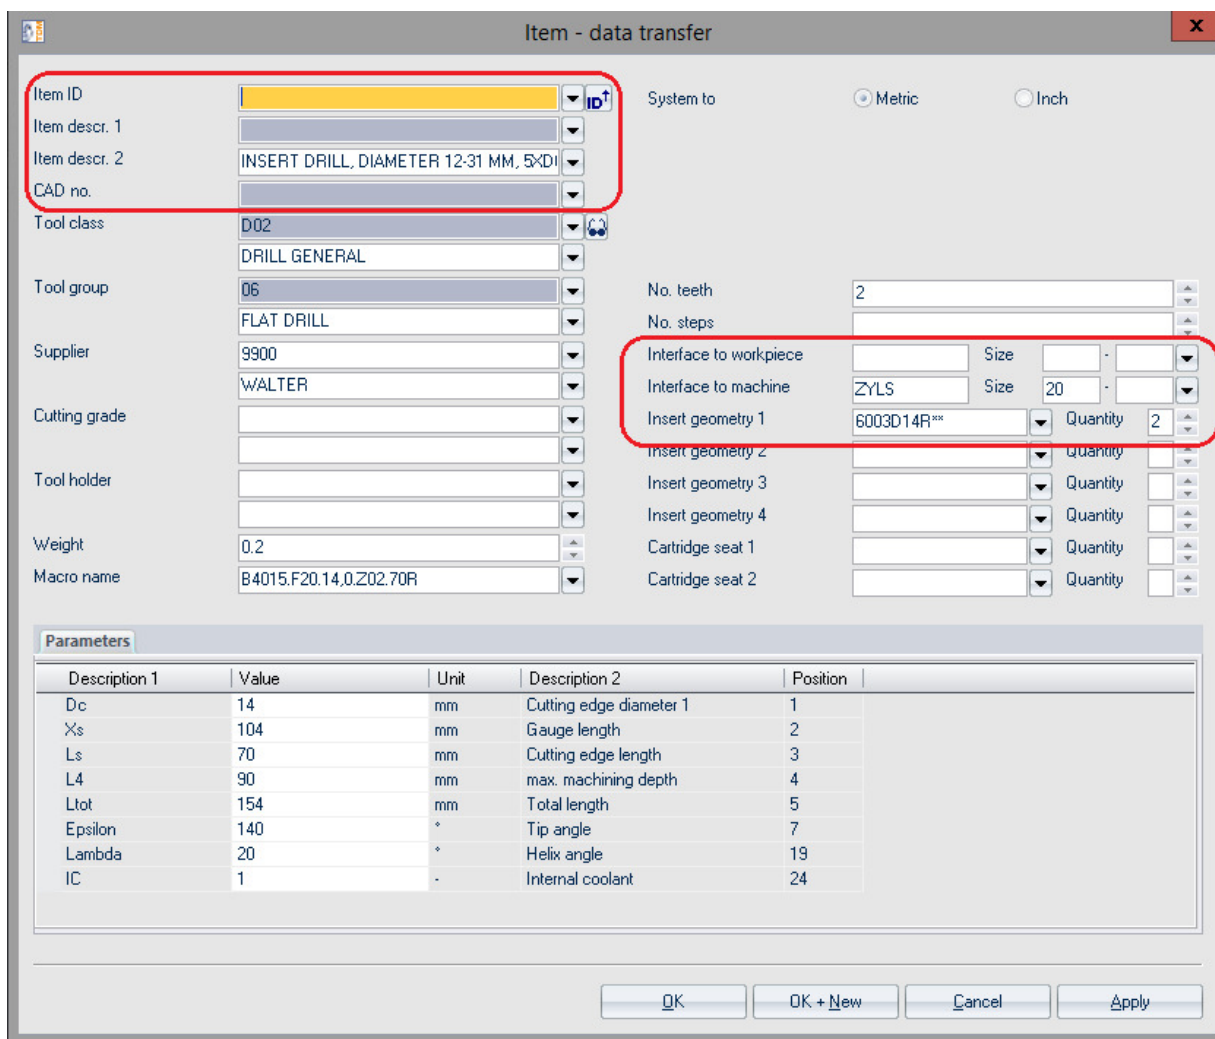 Item - data transfer
x
Item ID
ID
System to Metric Inch
Item descr. 1
Item descr. 2 INSERT DRILL, DIAMETER 12-31 MM, 5XD
CAD no.
Tool class D02
DRILL GENERAL
Tool group 06
FLAT DRILL
Supplier 9900
WALTER
Cutting grade
Tool holder
Weight 0.2
Macro name B4015.F20.14,0.Z02.70R
No. teeth 2
No. steps
Interface to workpiece Size -
Interface to machine ZYLS Size 20 -
Insert geometry 1 6003D14R** Quantity 2
Insert geometry 2 Quantity
Insert geometry 3 Quantity
Insert geometry 4 Quantity
Cartridge seat 1 Quantity
Cartridge seat 2 Quantity
Parameters
Description 1 Value Unit Description 2 Position
Dc 14 mm Cutting edge diameter 1 1
Xs 104 mm Gauge length 2
Ls 70 mm Cutting edge length 3
L4 90 mm max. machining depth 4
Ltot 154 mm Total length 5
Epsilon 140 ° Tip angle 7
Lambda 20 ° Helix angle 19
IC 1 - Internal coolant 24
OK OK + New Cancel Apply